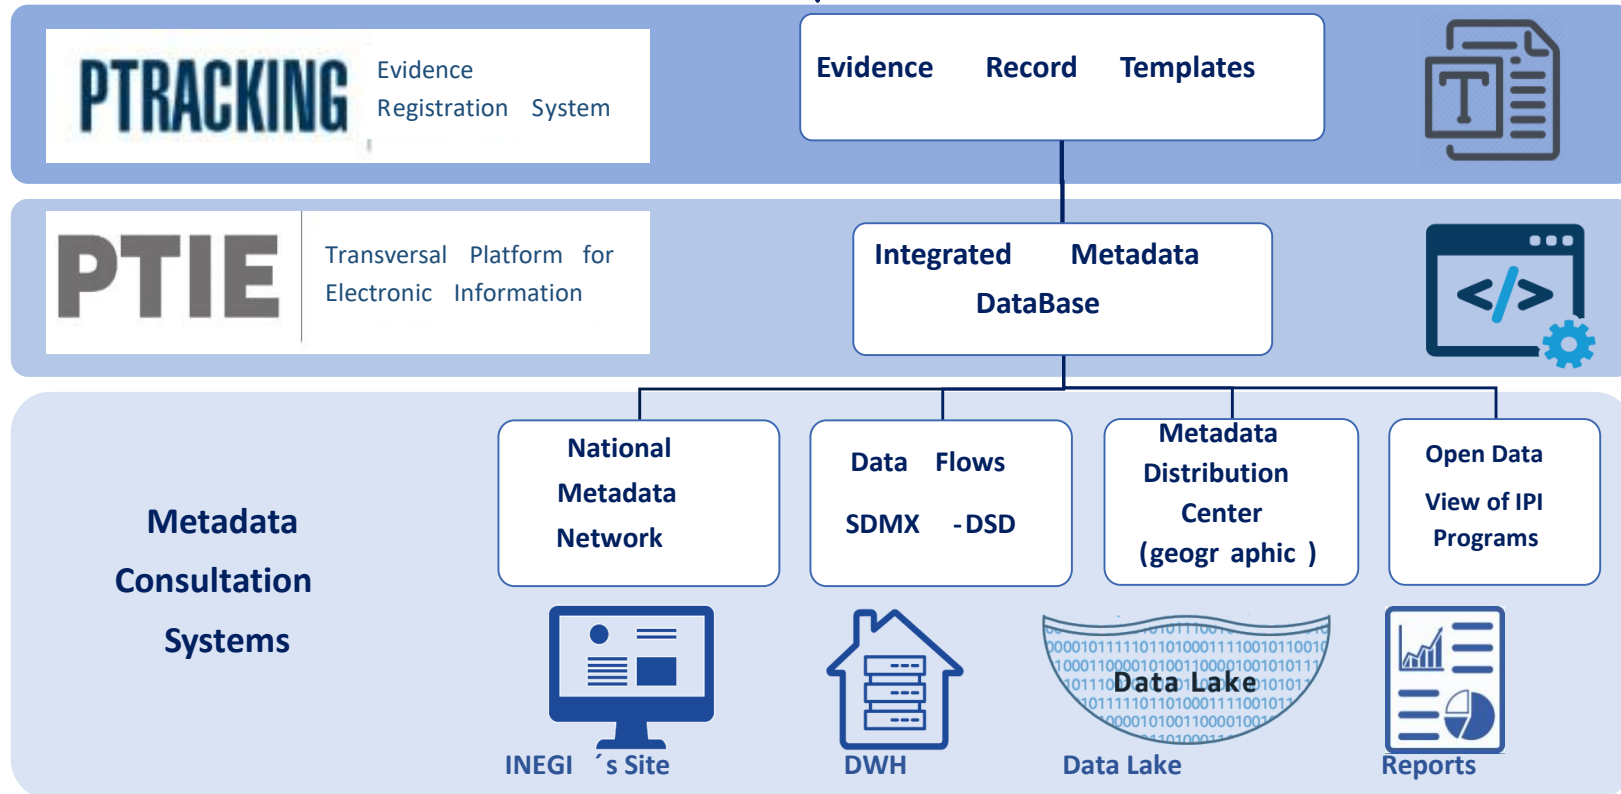 PTRACKING
Evidence
Registration System
Evidence Record Templates
T
PTIE
Transversal Platform for
Electronic Information
Integrated Metadata
DataBase
</>
Metadata
Consultation
Systems
National
Metadata
Network
Data Flows
SDMX -DSD
Metadata
Distribution
Center
(geogr aphic )
Open Data
View of IPI
Programs
Data Lake
INEGI ´s Site
DWH
Data Lake
Reports